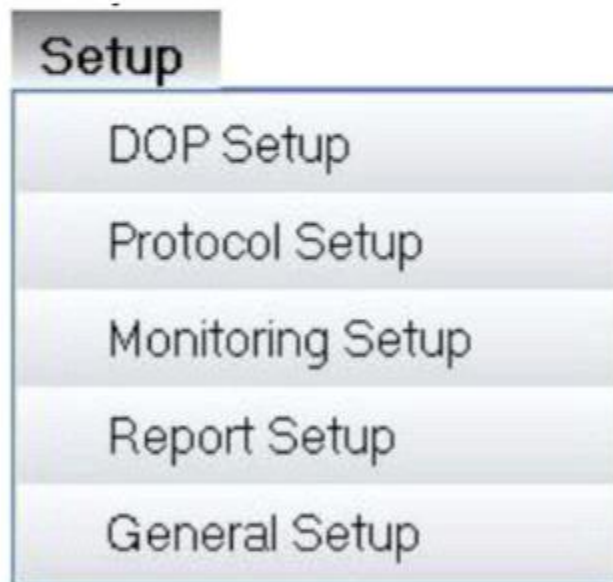 Setup
DOP Setup
Protocol Setup
Monitoring Setup
Report Setup
General Setup